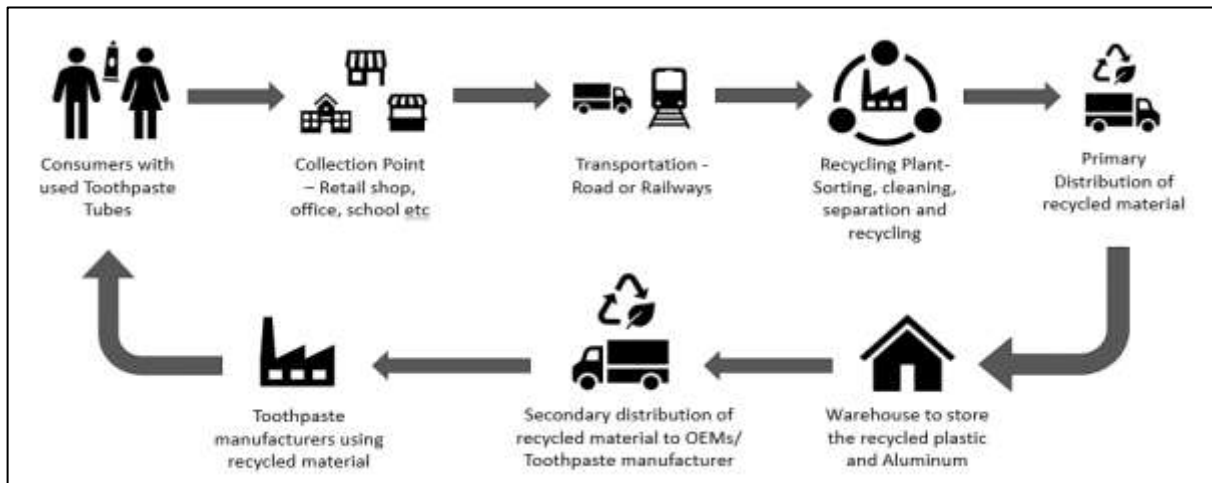 Consumers with
used Toothpaste
Tubes
Collection Point
– Retail shop,
office, school etc
Transportation -
Road or Railways
Recycling Plant-
Sorting, cleaning,
separation and
recycling
Primary
Distribution of
recycled material
Toothpaste
manufacturers using
recycled material
Secondary distribution of
recycled material to OEMs/
Toothpaste manufacturer
Warehouse to store
the recycled plastic
and Aluminum